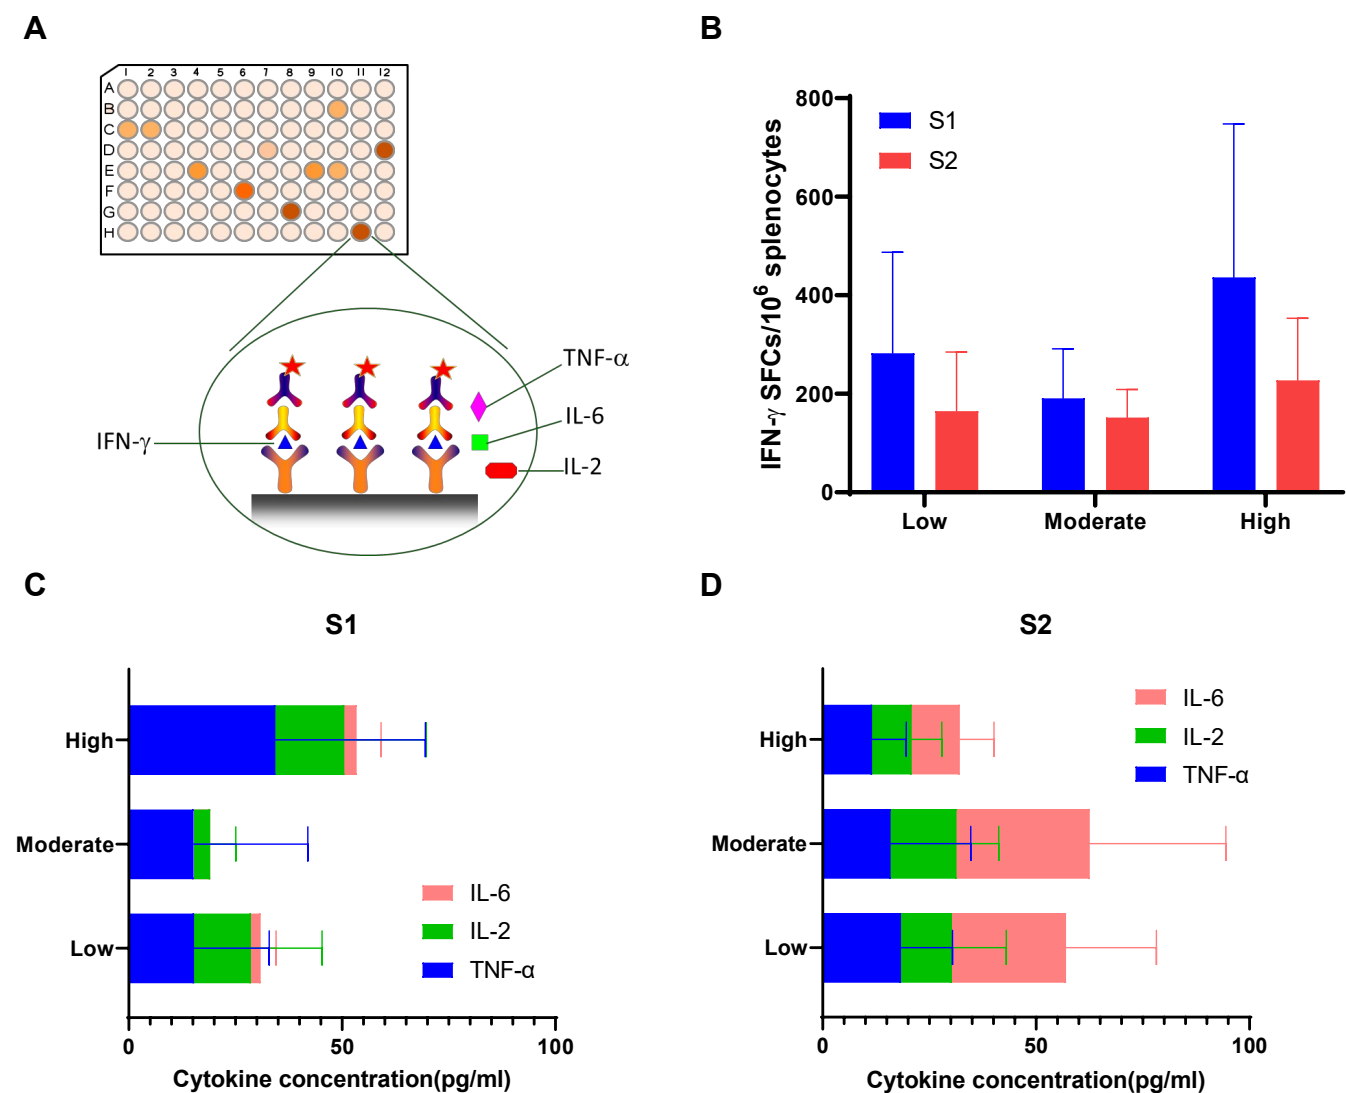 A
1 2 3 4 5 6 7 8 9 10 11 12
A
B
C
D
E
F
G
H
TNF-α
IL-6
IFN-γ
IL-2
B
IFN-γ SFCs/10⁶ splenocytes
800
600
400
200
0
S1
S2
Low Moderate High
C
S1
High
Moderate
Low
IL-6
IL-2
TNF-α
0 50 100
Cytokine concentration(pg/ml)
D
S2
IL-6
IL-2
TNF-α
High
Moderate
Low
0 50 100
Cytokine concentration(pg/ml)